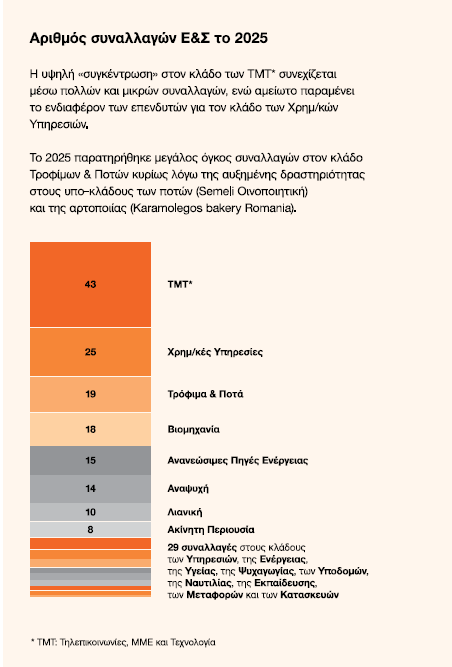 Αριθμός συναλλαγών Ε&Σ το 2025
Η υψηλή «συγκέντρωση» στον κλάδο των ΤΜΤ* συνεχίζεται
μέσω πολλών και μικρών συναλλαγών, ενώ αμείωτο παραμένει
το ενδιαφέρον των επενδυτών για τον κλάδο των Χρημ/κών
Υπηρεσιών.
Το 2025 παρατηρήθηκε μεγάλος όγκος συναλλαγών στον κλάδο
Τροφίμων & Ποτών κυρίως λόγω της αυξημένης δραστηριότητας
στους υπο-κλάδους των ποτών (Semeli Οινοποιητική)
και της αρτοποιίας (Karamolegos bakery Romania).
43 ΤΜΤ*
25 Χρημ/κές Υπηρεσίες
19 Τρόφιμα & Ποτά
18 Βιομηχανία
15 Ανανεώσιμες Πηγές Ενέργειας
14 Αναψυχή
10 Λιανική
8 Ακίνητη Περιουσία
29 συναλλαγές στους κλάδους
των Υπηρεσιών, της Ενέργειας,
της Υγείας, της Ψυχαγωγίας, των Υποδομών,
της Ναυτιλίας, της Εκπαίδευσης,
των Μεταφορών και των Κατασκευών
* ΤΜΤ: Τηλεπικοινωνίες, ΜΜΕ και Τεχνολογία